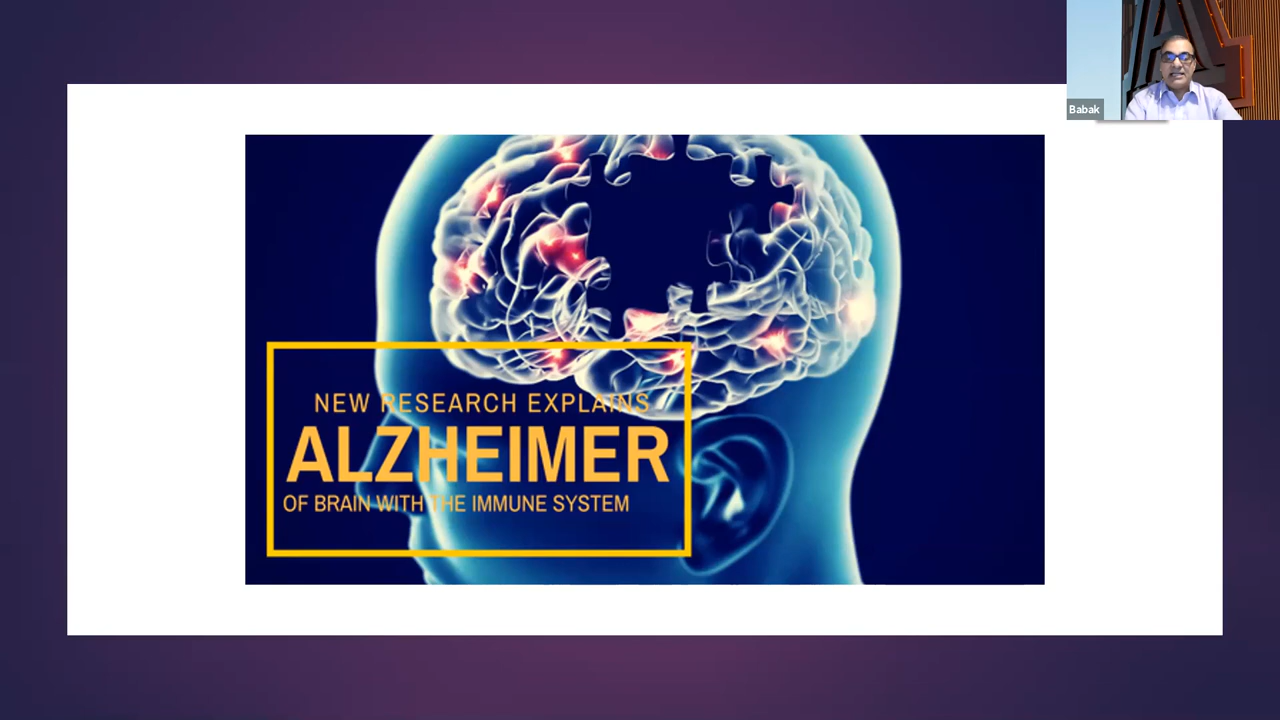 Babak
NEW RESEARCH EXPLAINS
ALZHEIMER
OF BRAIN WITH THE IMMUNE SYSTEM